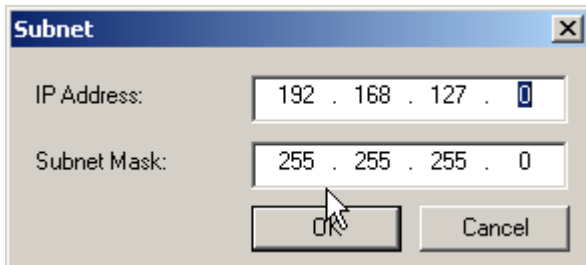 Subnet
IP Address: 192 . 168 . 127 . 0
Subnet Mask: 255 . 255 . 255 . 0
OK Cancel